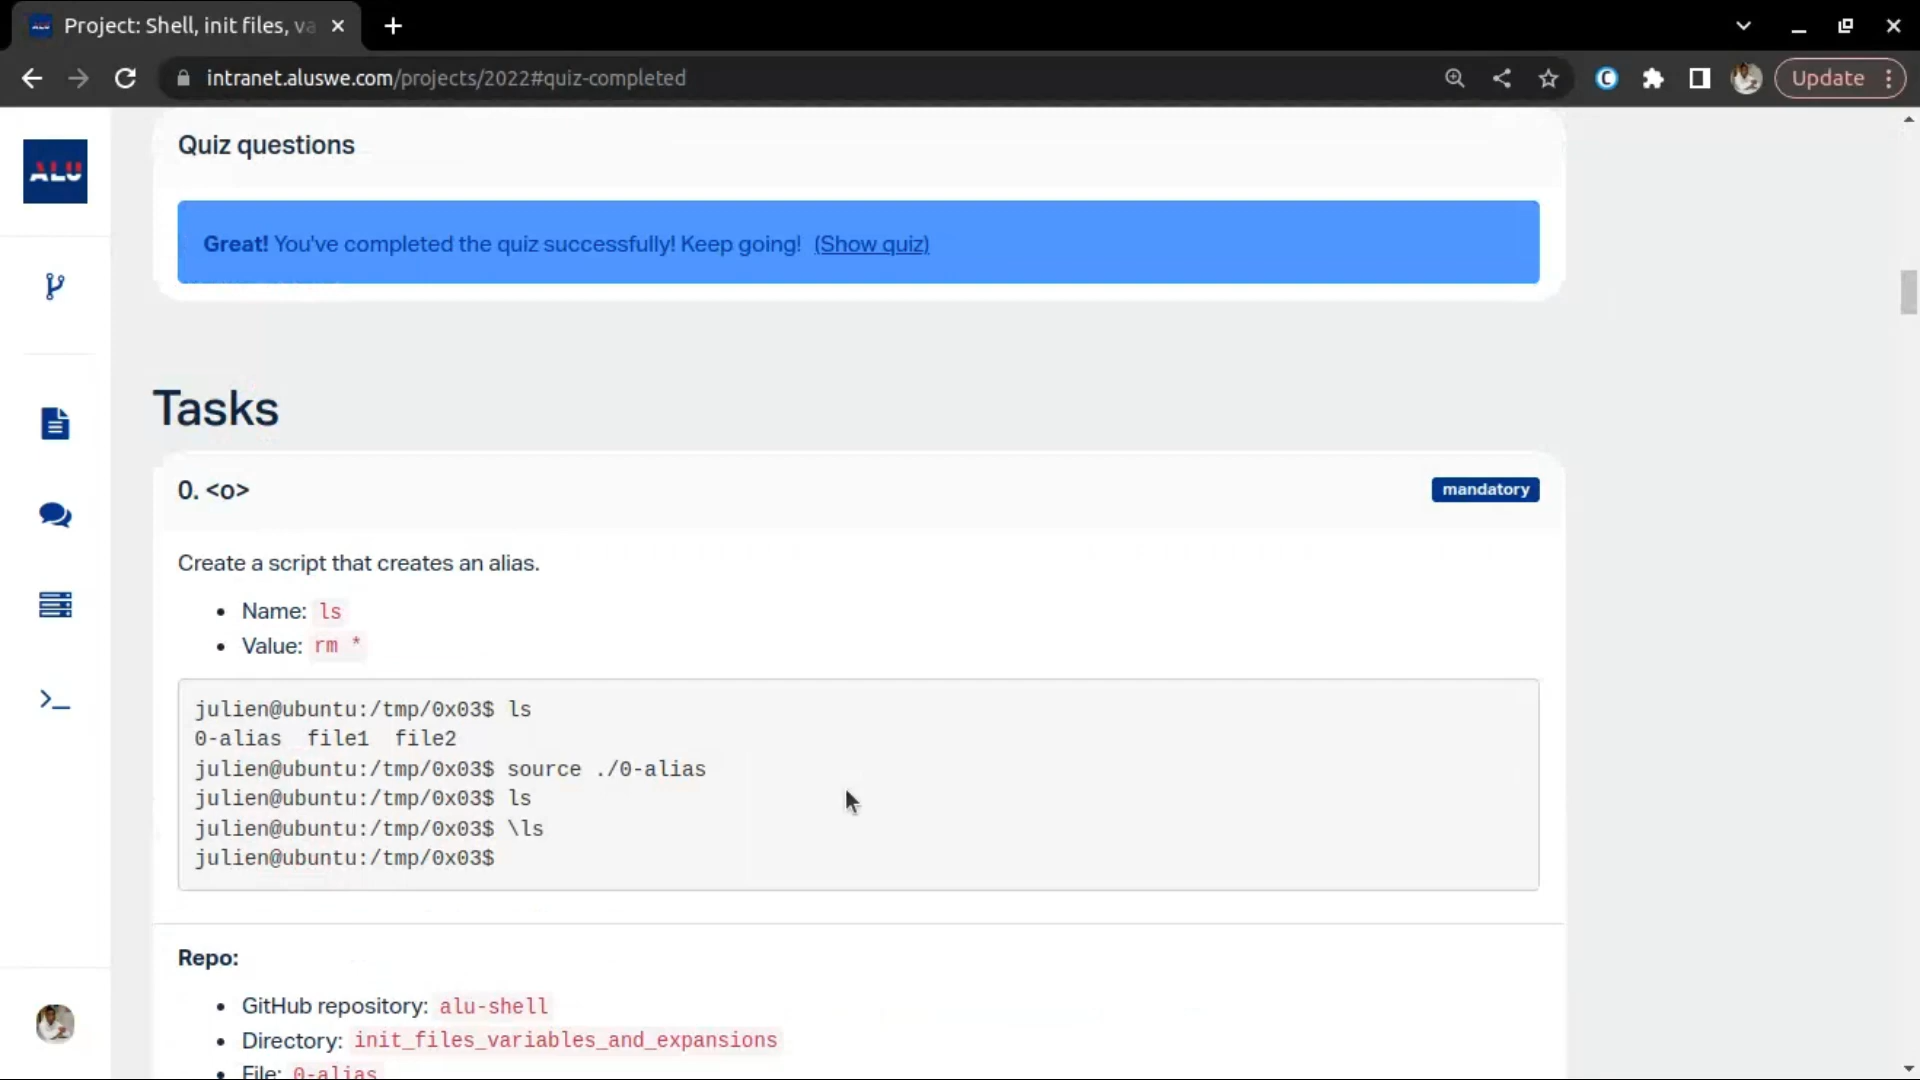 Project: Shell, init files, va
intranet.aluswe.com/projects/2022#quiz-completed
Update
ALU
Quiz questions
Great! You've completed the quiz successfully! Keep going! (Show quiz)
Tasks
0. <o>
mandatory
Create a script that creates an alias.
Name: ls
Value: rm *
julien@ubuntu:/tmp/0x03$ ls
0-alias  file1  file2
julien@ubuntu:/tmp/0x03$ source ./0-alias
julien@ubuntu:/tmp/0x03$ ls
julien@ubuntu:/tmp/0x03$ \ls
julien@ubuntu:/tmp/0x03$
Repo:
GitHub repository: alu-shell
Directory: init_files_variables_and_expansions
File: 0-alias